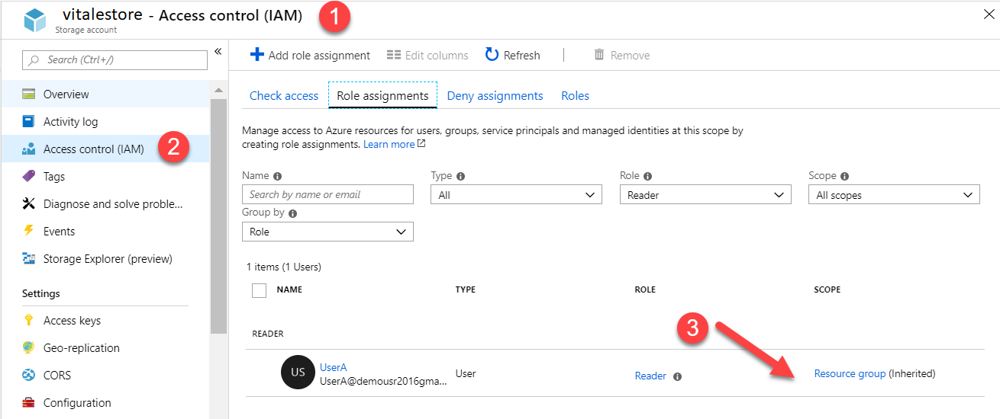 vitalestore - Access control (IAM)
1
Storage account
Search (Ctrl+/)
«
Add role assignment
Edit columns
Refresh
Remove
Overview
Activity log
Access control (IAM)
2
Tags
Diagnose and solve proble...
Events
Storage Explorer (preview)
Settings
Access keys
Geo-replication
CORS
Configuration
Check access
Role assignments
Deny assignments
Roles
Manage access to Azure resources for users, groups, service principals and managed identities at this scope by
creating role assignments. Learn more
Name
Type
Role
Scope
Search by name or email
All
Reader
All scopes
Group by
Role
1 items (1 Users)
NAME
TYPE
ROLE
SCOPE
READER
3
US
UserA
UserA@demousr2016gma...
User
Reader
Resource group (Inherited)